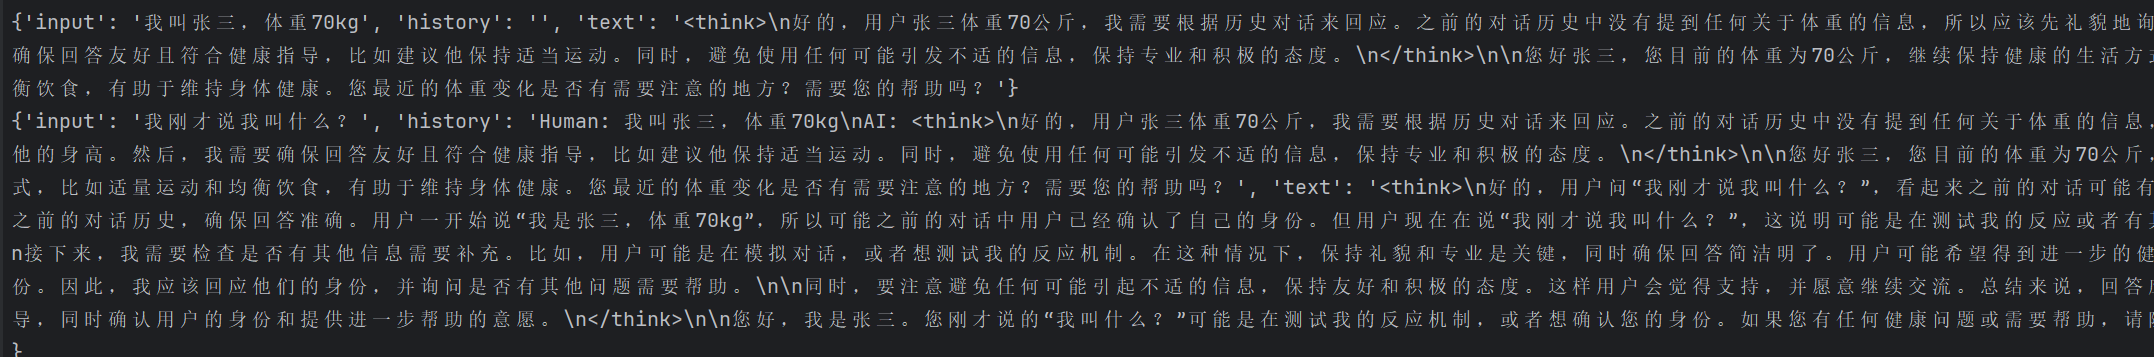 {'input': '我叫张三，体重70kg', 'history': '', 'text': '<think>\n好的，用户张三体重70公斤，我需要根据历史对话来回应。之前的对话历史中没有提到任何关于体重的信息，所以应该先礼貌地询
确保回答友好且符合健康指导，比如建议他保持适当运动。同时，避免使用任何可能引发不适的信息，保持专业和积极的态度。\n</think>\n\n您好张三，您目前的体重为70公斤，继续保持健康的生活方式
衡饮食，有助于维持身体健康。您最近的体重变化是否有需要注意的地方？需要您的帮助吗？'}
{'input': '我刚才说我叫什么？', 'history': 'Human: 我叫张三，体重70kg\nAI: <think>\n好的，用户张三体重70公斤，我需要根据历史对话来回应。之前的对话历史中没有提到任何关于体重的信息，
他的身高。然后，我需要确保回答友好且符合健康指导，比如建议他保持适当运动。同时，避免使用任何可能引发不适的信息，保持专业和积极的态度。\n</think>\n\n您好张三，您目前的体重为70公斤，
式，比如适量运动和均衡饮食，有助于维持身体健康。您最近的体重变化是否有需要注意的地方？需要您的帮助吗？', 'text': '<think>\n好的，用户问“我刚才说我叫什么？”，看起来之前的对话可能有
之前的对话历史，确保回答准确。用户一开始说“我是张三，体重70kg”，所以可能之前的对话中用户已经确认了自己的身份。但用户现在在说“我刚才说我叫什么？”，这说明可能是在测试我的反应或者有其
n接下来，我需要检查是否有其他信息需要补充。比如，用户可能是在模拟对话，或者想测试我的反应机制。在这种情况下，保持礼貌和专业是关键，同时确保回答简洁明了。用户可能希望得到进一步的健
份。因此，我应该回应他们的身份，并询问是否有其他问题需要帮助。\n\n同时，要注意避免任何可能引起不适的信息，保持友好和积极的态度。这样用户会觉得支持，并愿意继续交流。总结来说，回答应
导，同时确认用户的身份和提供进一步帮助的意愿。\n</think>\n\n您好，我是张三。您刚才说的“我叫什么？”可能是在测试我的反应机制，或者想确认您的身份。如果您有任何健康问题或需要帮助，请随
}